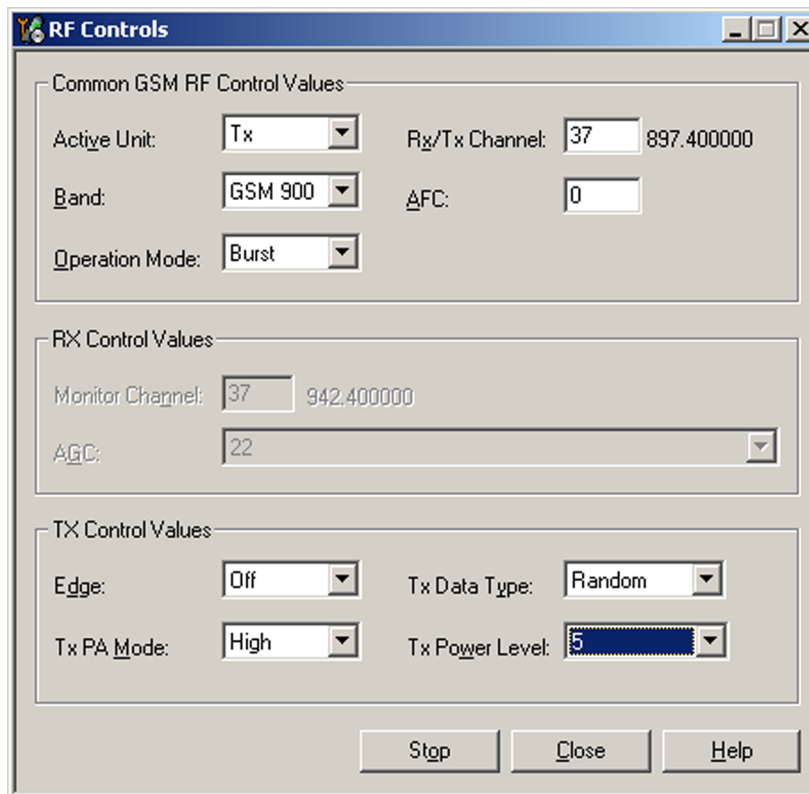 RF Controls
Common GSM RF Control Values
Active Unit: Tx Rx/Tx Channel: 37 897.400000
Band: GSM 900 AFC: 0
Operation Mode: Burst
RX Control Values
Monitor Channel: 37 942.400000
AGC: 22
TX Control Values
Edge: Off Tx Data Type: Random
Tx PA Mode: High Tx Power Level: 5
Stop Close Help